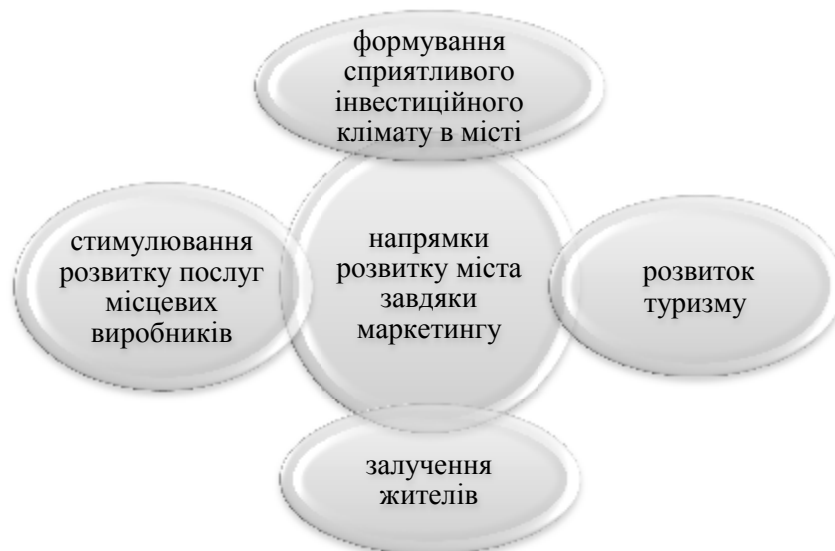 формування
сприятливого
інвестиційного
клімату в місті
стимулювання
розвитку послуг
місцевих
виробників
напрямки
розвитку міста
завдяки
маркетингу
розвиток
туризму
залучення
жителів